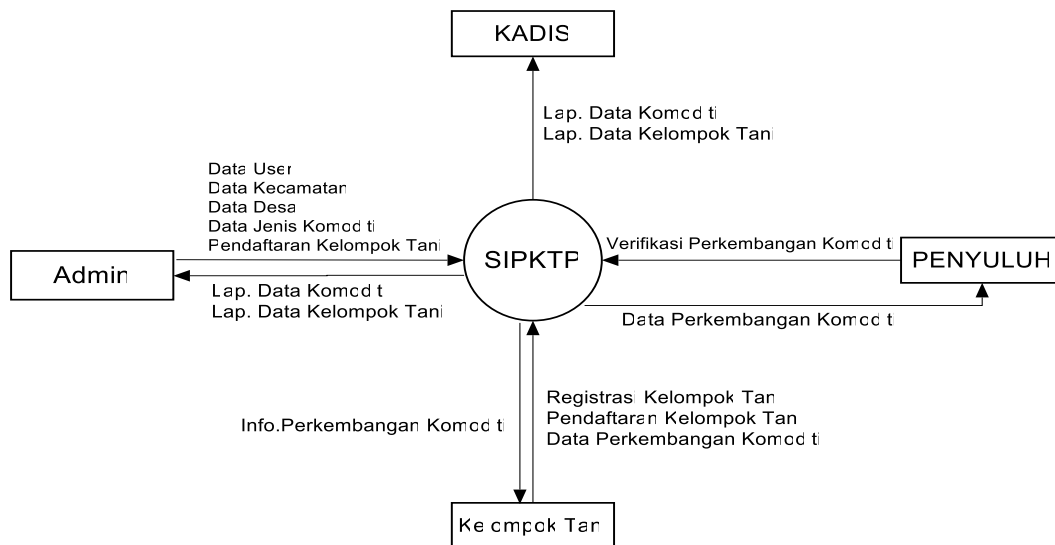 KADIS
Lap. Data Komod ti
Lap. Data Kelompok Tani
Data User
Data Kecamatan
Data Desa
Data Jenis Komod ti
Pendaftaran Kelompok Tani
Admin
SIPKTP
Verifikasi Perkembangan Komod ti
PENYULUH
Lap. Data Komod t
Lap. Data Kelompok Tani
Data Perkembangan Komod ti
Info.Perkembangan Komod ti
Registrasi Kelompok Tan
Pendaftaran Kelompok Tan
Data Perkembangan Komod ti
Ke ompok Tan